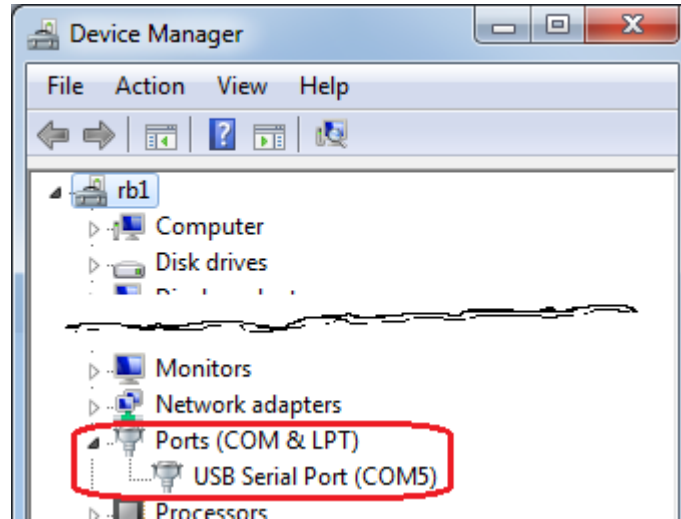 Device Manager
File Action View Help
rb1
Computer
Disk drives
Monitors
Network adapters
Ports (COM & LPT)
USB Serial Port (COM5)
Processors